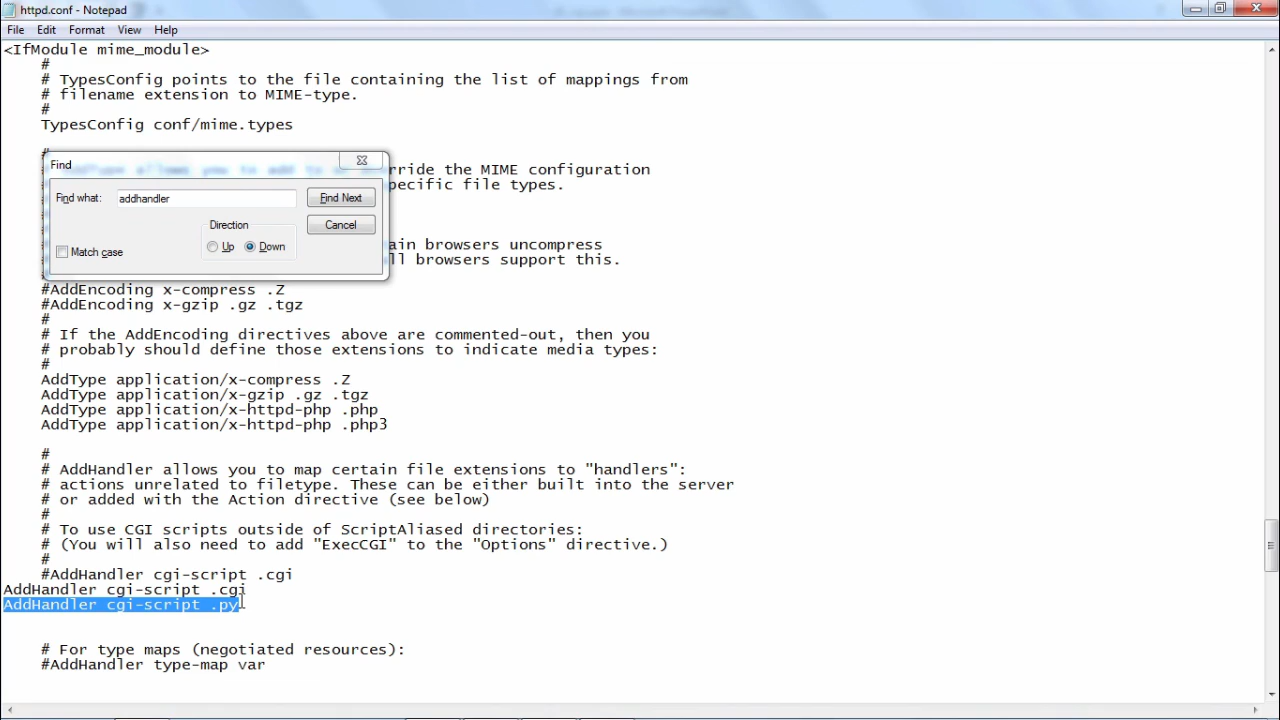 httpd.conf - Notepad
File Edit Format View Help
<IfModule mime_module>
#
# TypesConfig points to the file containing the list of mappings from
# filename extension to MIME-type.
#
TypesConfig conf/mime.types
#
Find
override the MIME configuration
specific file types.
Find what: addhandler Find Next
Direction Cancel
Up Down
Match case
browsers uncompress
browsers support this.
#AddEncoding x-compress .Z
#AddEncoding x-gzip .gz .tgz
#
# If the AddEncoding directives above are commented-out, then you
# probably should define those extensions to indicate media types:
#
AddType application/x-compress .Z
AddType application/x-gzip .gz .tgz
AddType application/x-httpd-php .php
AddType application/x-httpd-php .php3
#
# AddHandler allows you to map certain file extensions to "handlers":
# actions unrelated to filetype. These can be either built into the server
# or added with the Action directive (see below)
#
# To use CGI scripts outside of ScriptAliased directories:
# (You will also need to add "ExecCGI" to the "Options" directive.)
#
#AddHandler cgi-script .cgi
AddHandler cgi-script .cgi
AddHandler cgi-script .py
# For type maps (negotiated resources):
#AddHandler type-map var